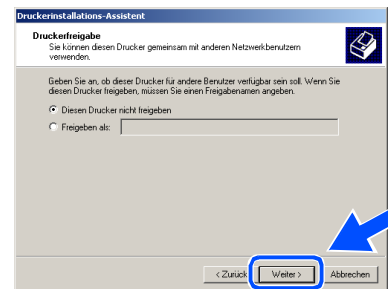 Druckerinstallations-Assistent
Druckerfreigabe
Sie können diesen Drucker gemeinsam mit anderen Netzwerkbenutzern
verwenden.
Geben Sie an, ob dieser Drucker für andere Benutzer verfügbar sein soll. Wenn Sie
diesen Drucker freigeben, müssen Sie einen Freigabenamen angeben.
Diesen Drucker nicht freigeben
Freigeben als:
< Zurück Weiter > Abbrechen